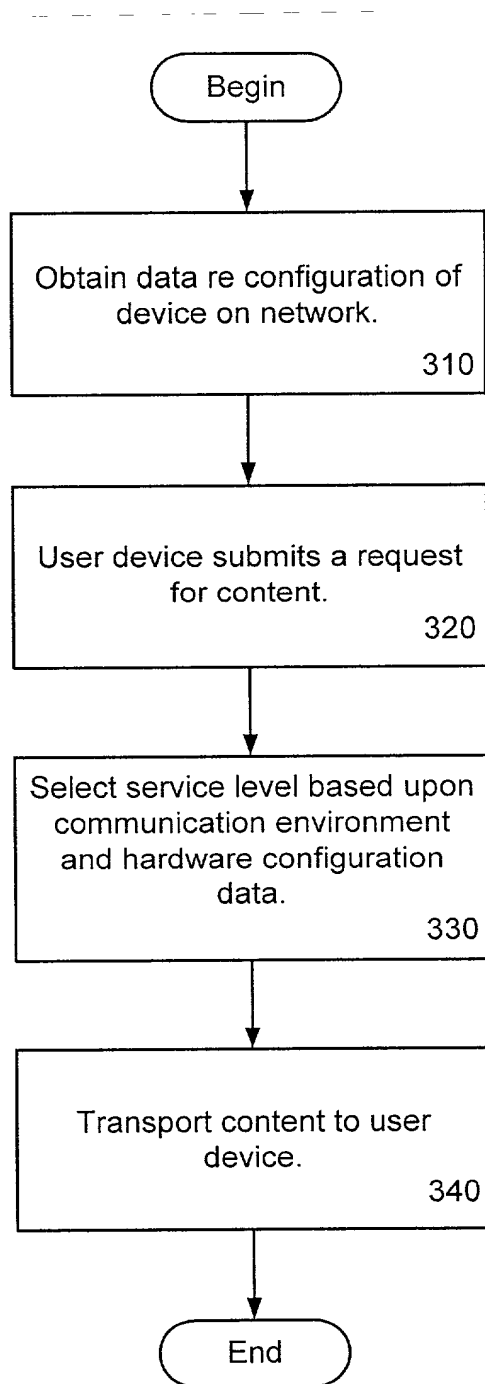 Begin
Obtain data re configuration of
device on network.
310
User device submits a request
for content.
320
Select service level based upon
communication environment
and hardware configuration
data.
330
Transport content to user
device.
340
End